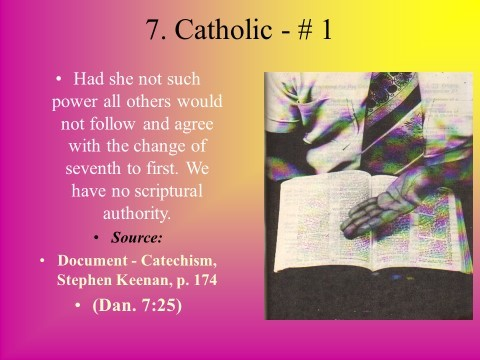 7. Catholic - # 1
• Had she not such
power all others would
not follow and agree
with the change of
seventh to first. We
have no scriptural
authority.
• Source:
• Document - Catechism,
Stephen Keenan, p. 174
• (Dan. 7:25)